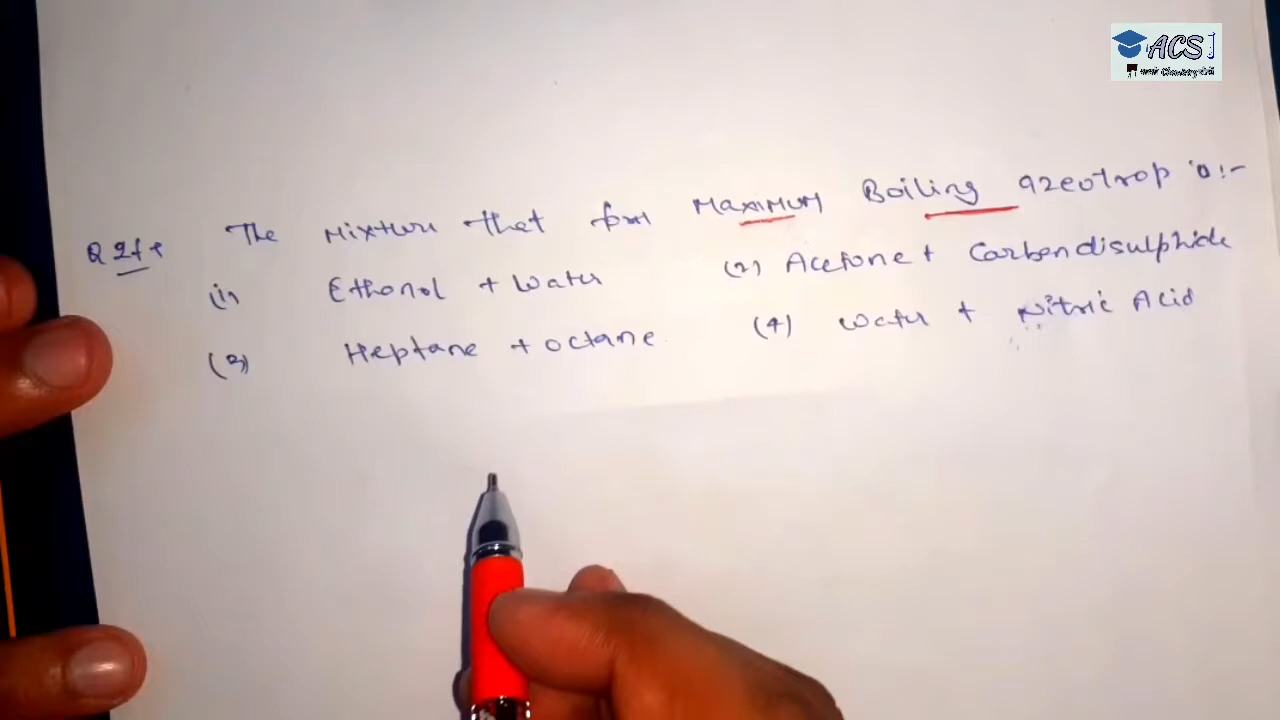 ACS
The Mixture that form Maximum Boiling azeotrop is:-
(1) Ethanol + Water (2) Acetone + Carbondisulphide
(3) Heptane + octane (4) Water + Nitric Acid